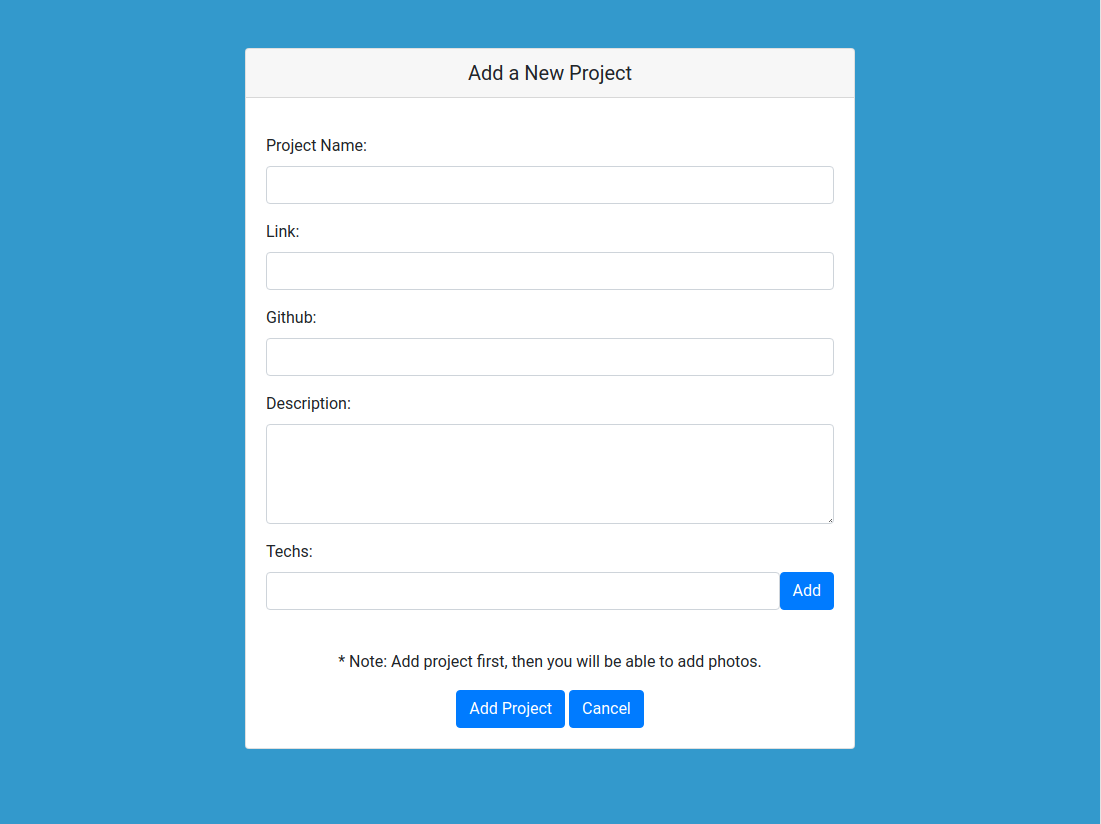 Add a New Project
Project Name:
Link:
Github:
Description:
Techs:
Add
* Note: Add project first, then you will be able to add photos.
Add Project Cancel